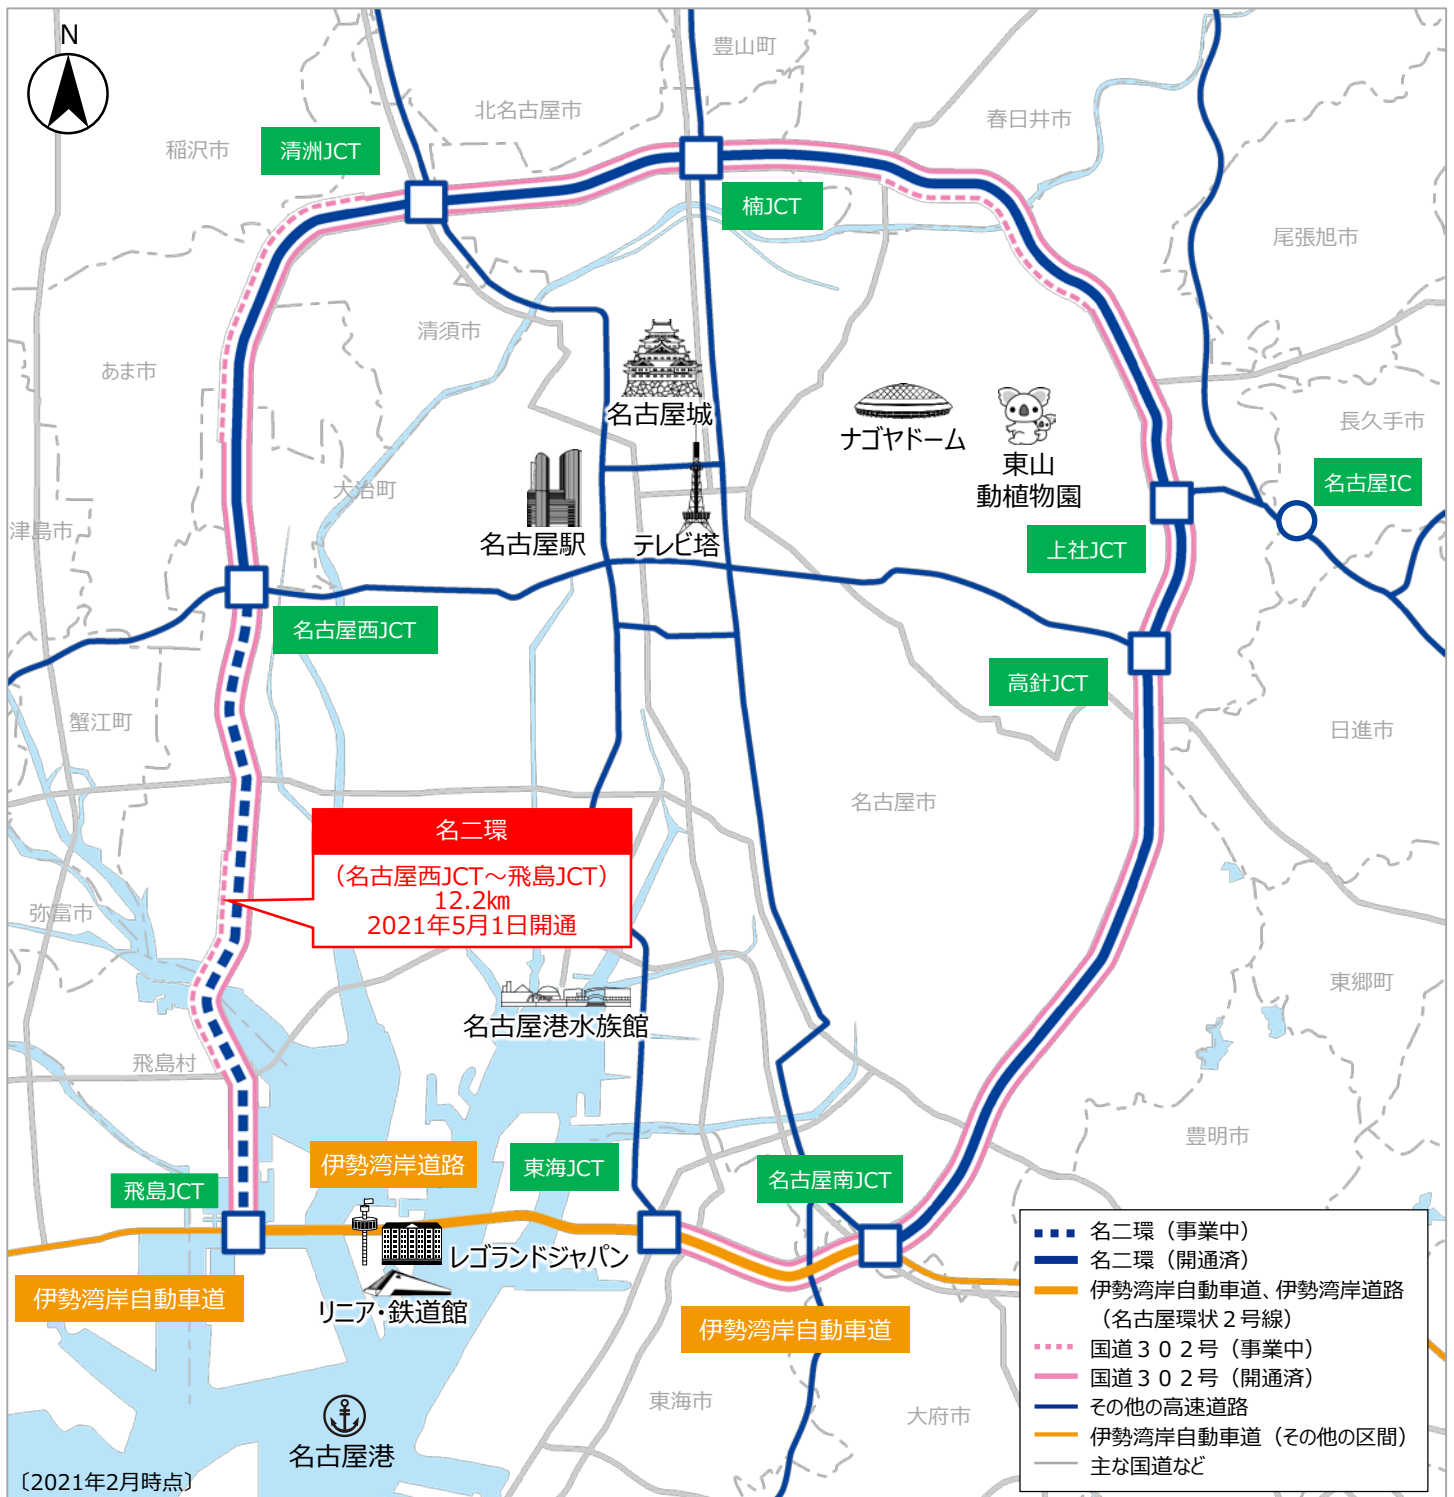 N
豊山町
北名古屋市
春日井市
稲沢市
清洲JCT
楠JCT
尾張旭市
清須市
あま市
名古屋城
ナゴヤドーム
東山
動植物園
長久手市
名古屋IC
大治町
津島市
名古屋駅
テレビ塔
上社JCT
名古屋西JCT
高針JCT
蟹江町
日進市
名古屋市
名二環
（名古屋西JCT～飛島JCT）
12.2㎞
2021年5月1日開通
弥富市
東郷町
名古屋港水族館
飛島村
豊明市
伊勢湾岸道路
東海JCT
名古屋南JCT
飛島JCT
レゴランドジャパン
リニア・鉄道館
伊勢湾岸自動車道
伊勢湾岸自動車道
東海市
大府市
名古屋港
〔2021年2月時点〕
名二環（事業中）
名二環（開通済）
伊勢湾岸自動車道、伊勢湾岸道路
（名古屋環状２号線）
国道３０２号（事業中）
国道３０２号（開通済）
その他の高速道路
伊勢湾岸自動車道（その他の区間）
主な国道など